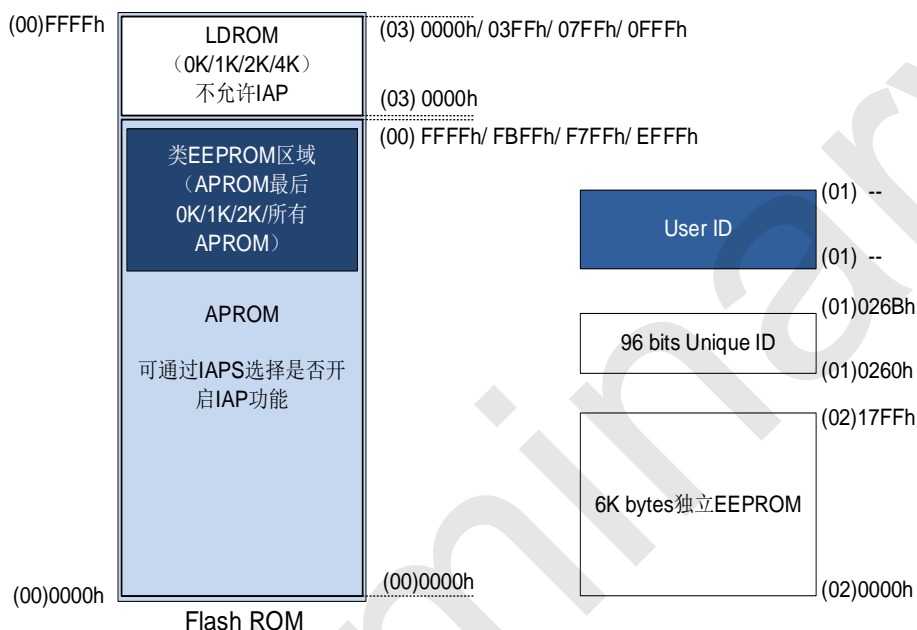 (00)FFFFh
LDROM
（0K/1K/2K/4K）
不允许IAP
(03) 0000h/ 03FFh/ 07FFh/ 0FFFh
(03) 0000h
(00) FFFFh/ FBFFh/ F7FFh/ EFFFh
类EEPROM区域
（APROM最后
0K/1K/2K/所有
APROM）
APROM
可通过IAPS选择是否开
启IAP功能
(00)0000h
(00)0000h
Flash ROM
(01) --
User ID
(01) --
(01)026Bh
96 bits Unique ID
(01)0260h
(02)17FFh
6K bytes独立EEPROM
(02)0000h